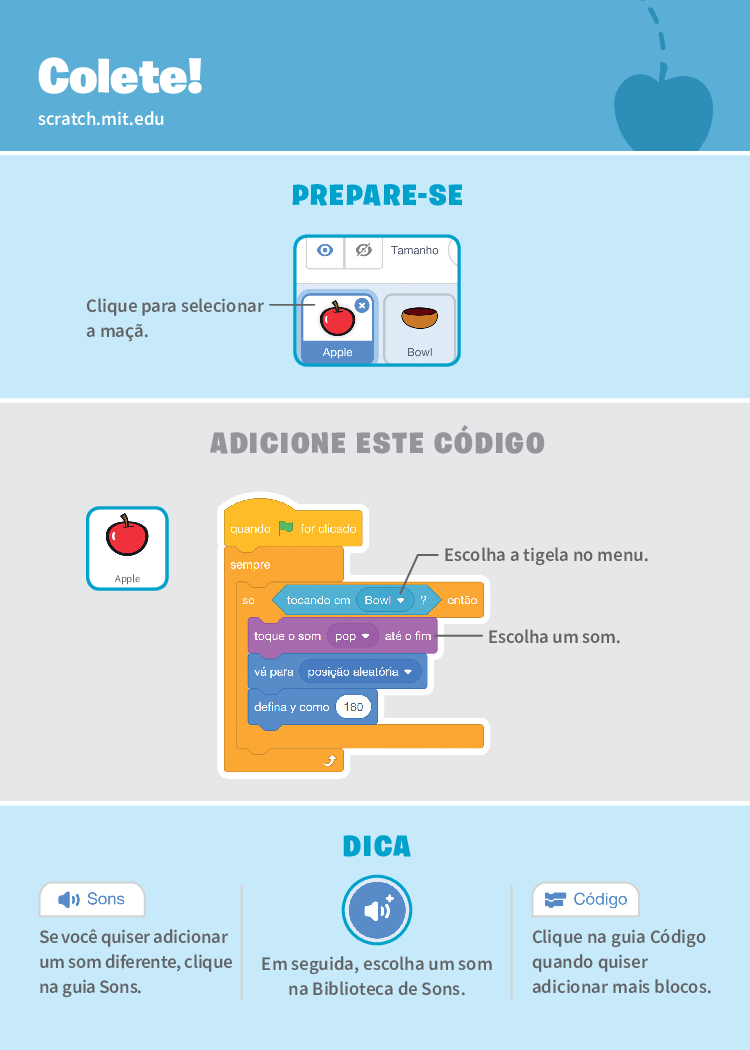 Colete!
scratch.mit.edu
PREPARE-SE
Tamanho
Clique para selecionar
a maçã.
Apple
Bowl
ADICIONE ESTE CÓDIGO
Apple
quando for clicado
sempre
Escolha a tigela no menu.
se tocando em Bowl ? então
toque o som pop até o fim
Escolha um som.
vá para posição aleatória
defina y como 180
DICA
Sons
Se você quiser adicionar
um som diferente, clique
na guia Sons.
Em seguida, escolha um som
na Biblioteca de Sons.
Código
Clique na guia Código
quando quiser
adicionar mais blocos.